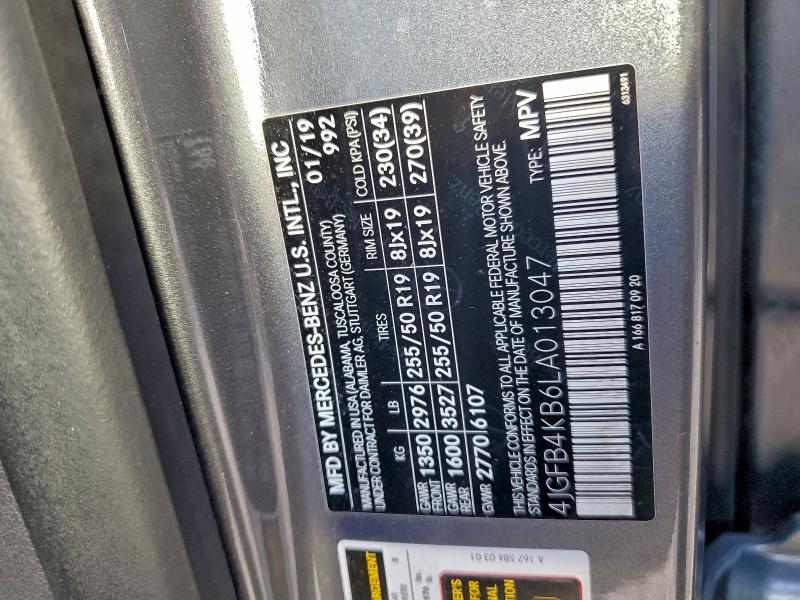 MFD BY MERCEDES-BENZ U.S. INTL., INC
MANUFACTURED IN USA (ALABAMA, TUSCALOOSA COUNTY) 01/19
UNDER CONTRACT FOR DAIMLER AG, STUTTGART (GERMANY) 992
KG LB TIRES RIM SIZE COLD KPA (PSI)
GAWR FRONT 1350 2976 255/50 R19 8Jx19 230(34)
GAWR REAR 1600 3527 255/50 R19 8Jx19 270(39)
GVWR 2770 6107
THIS VEHICLE CONFORMS TO ALL APPLICABLE FEDERAL MOTOR VEHICLE SAFETY
STANDARDS IN EFFECT ON THE DATE OF MANUFACTURE SHOWN ABOVE.
4JGFB4KB6LA013047 TYPE: MPV
A 166 817 09 20 6313491
A 167 584 03 01